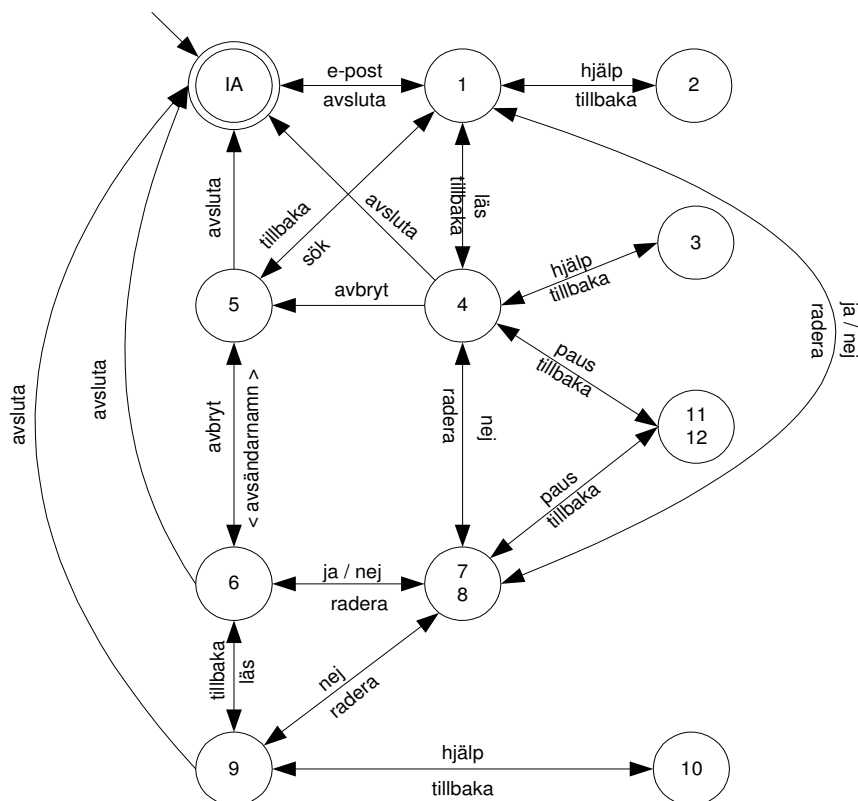 IA
e-post
avsluta
1
hjälp
tillbaka
2
avsluta
tillbaka
sök
avsluta
läs
tillbaka
3
hjälp
tillbaka
5
avbryt
4
ja / nej
radera
paus
tillbaka
11
12
avsluta
avsluta
avbryt
< avsändarnamn >
nej
radera
paus
tillbaka
6
ja / nej
radera
7
8
tillbaka
läs
nej
radera
9
hjälp
tillbaka
10